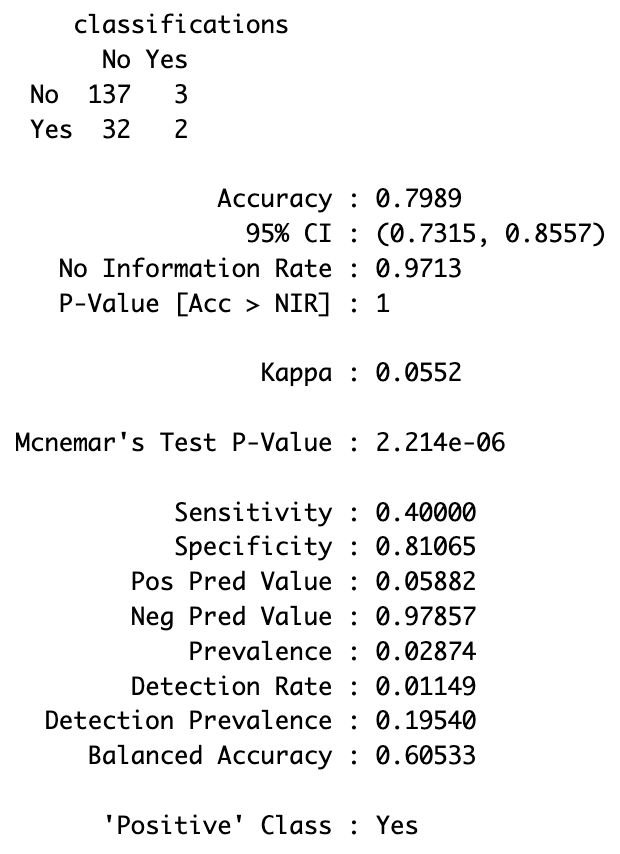 classifications
No Yes
No 137 3
Yes 32 2
Accuracy : 0.7989
95% CI : (0.7315, 0.8557)
No Information Rate : 0.9713
P-Value [Acc > NIR] : 1
Kappa : 0.0552
Mcnemar's Test P-Value : 2.214e-06
Sensitivity : 0.40000
Specificity : 0.81065
Pos Pred Value : 0.05882
Neg Pred Value : 0.97857
Prevalence : 0.02874
Detection Rate : 0.01149
Detection Prevalence : 0.19540
Balanced Accuracy : 0.60533
'Positive' Class : Yes